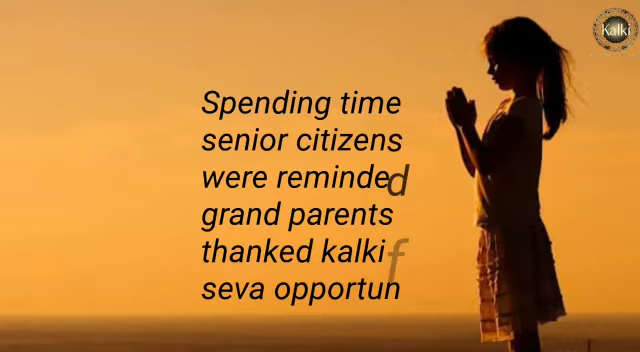 Kalki
Spending time
senior citizens
were reminded
grand parents
thanked kalki f
seva opportun